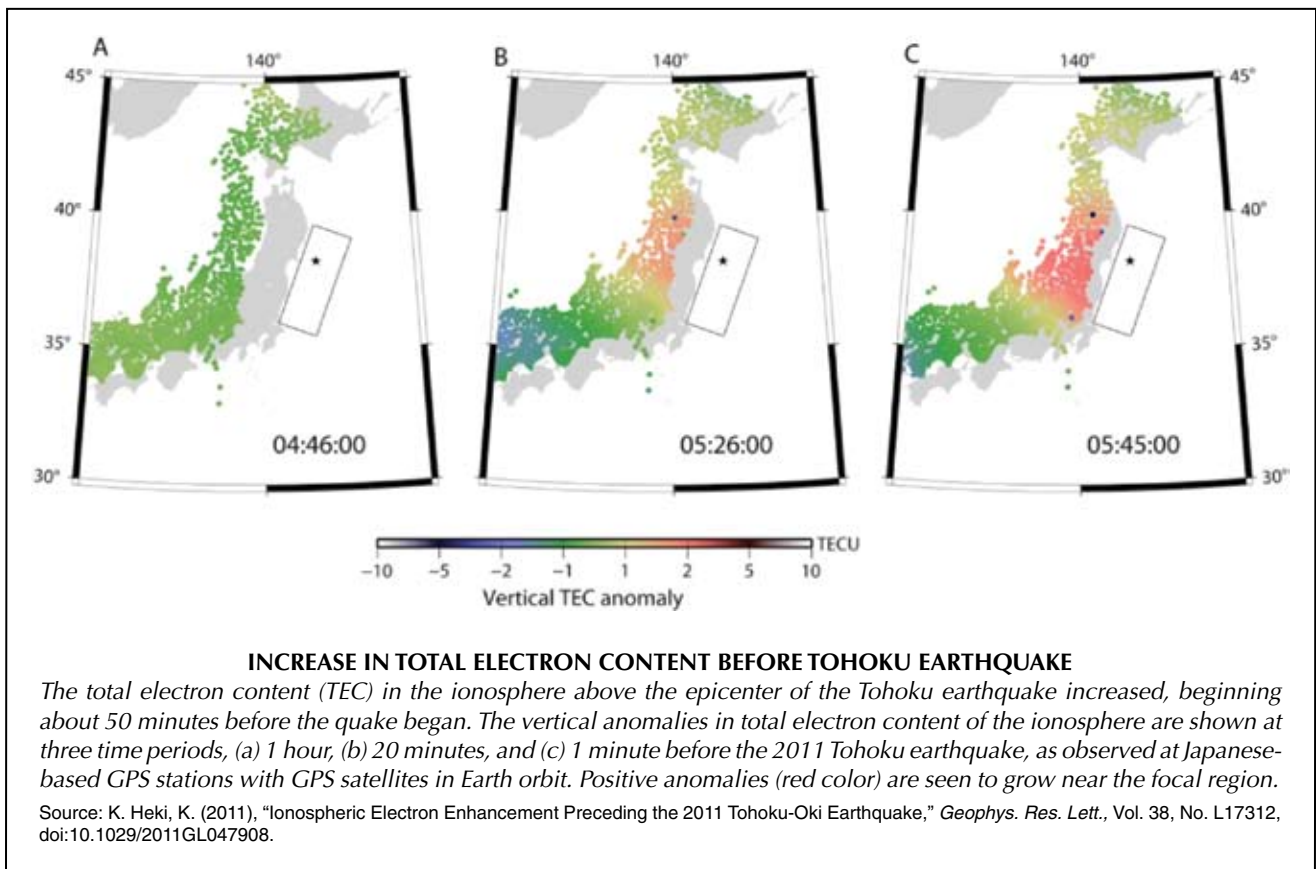 A
140°
45°
40°
35°
30°
04:46:00
B
140°
05:26:00
C
140°
45°
40°
35°
30°
05:45:00
TECU
−10 −5 −2 −1 1 2 5 10
Vertical TEC anomaly
INCREASE IN TOTAL ELECTRON CONTENT BEFORE TOHOKU EARTHQUAKE
The total electron content (TEC) in the ionosphere above the epicenter of the Tohoku earthquake increased, beginning
about 50 minutes before the quake began. The vertical anomalies in total electron content of the ionosphere are shown at
three time periods, (a) 1 hour, (b) 20 minutes, and (c) 1 minute before the 2011 Tohoku earthquake, as observed at Japanese-
based GPS stations with GPS satellites in Earth orbit. Positive anomalies (red color) are seen to grow near the focal region.
Source: K. Heki, K. (2011), “Ionospheric Electron Enhancement Preceding the 2011 Tohoku-Oki Earthquake,” Geophys. Res. Lett., Vol. 38, No. L17312,
doi:10.1029/2011GL047908.